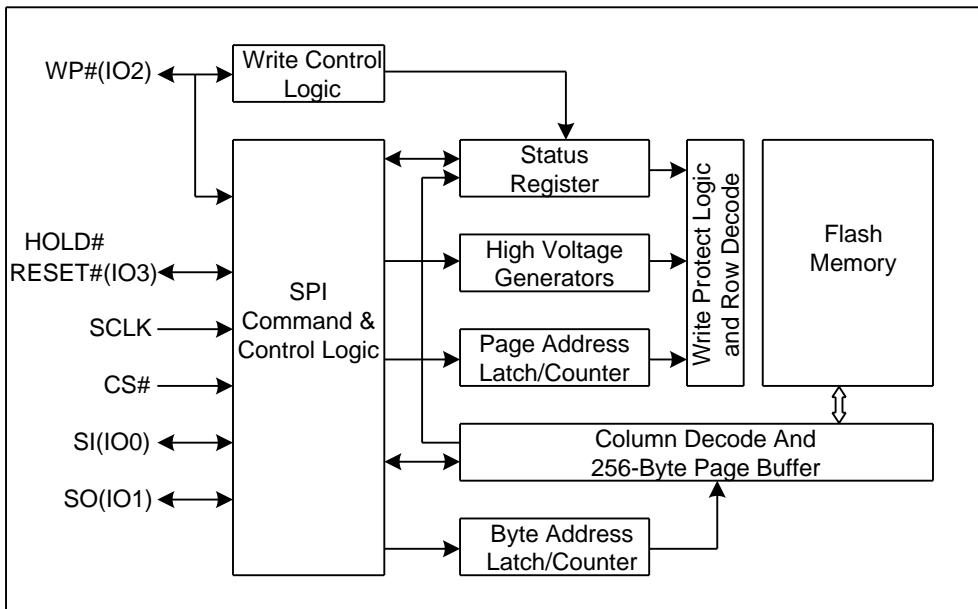 WP#(IO2)
Write Control
Logic
HOLD#
RESET#(IO3)
SCLK
CS#
SI(IO0)
SO(IO1)
SPI
Command &
Control Logic
Status
Register
High Voltage
Generators
Page Address
Latch/Counter
Write Protect Logic
and Row Decode
Flash
Memory
Column Decode And
256-Byte Page Buffer
Byte Address
Latch/Counter